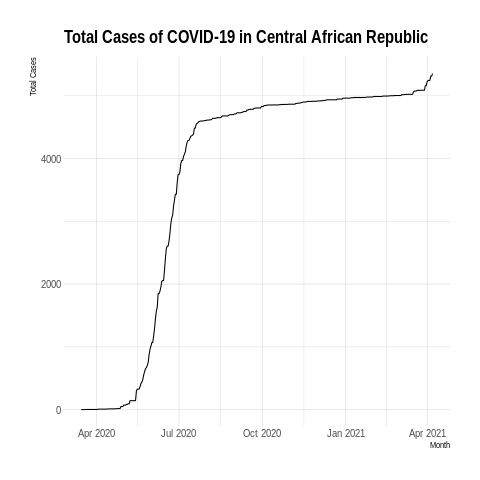 Total Cases of COVID-19 in Central African Republic
Total Cases
4000
2000
0
Apr 2020 Jul 2020 Oct 2020 Jan 2021 Apr 2021
Month